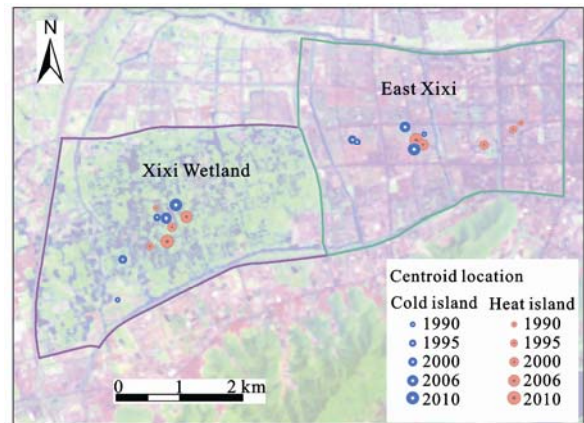 N
East Xixi
Xixi Wetland
Centroid location
Cold island Heat island
1990 1990
1995 1995
2000 2000
2006 2006
2010 2010
0 1 2 km